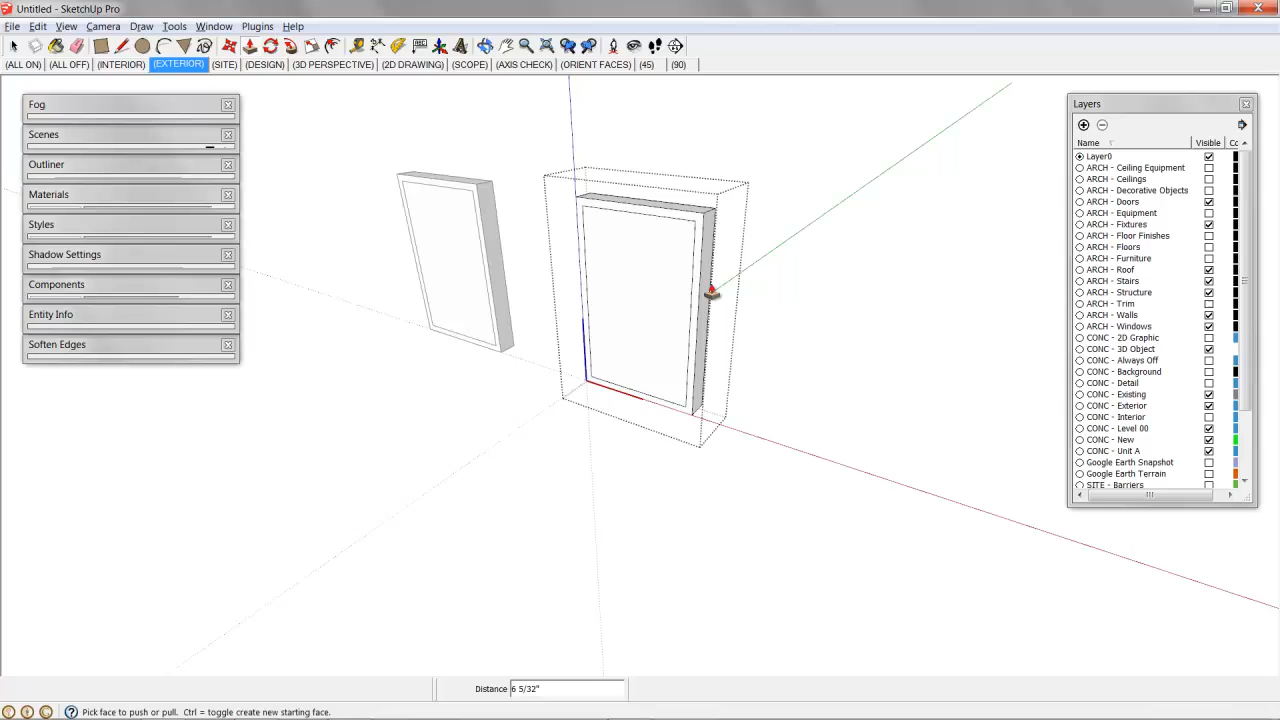 Untitled - SketchUp Pro
File Edit View Camera Draw Tools Window Plugins Help
(ALL ON) (ALL OFF) (INTERIOR) (EXTERIOR) (SITE) (DESIGN) (3D PERSPECTIVE) (2D DRAWING) (SCOPE) (AXIS CHECK) (ORIENT FACES) (45) (90)
Fog
Scenes
Outliner
Materials
Styles
Shadow Settings
Components
Entity Info
Soften Edges
Layers
Name Visible Co
Layer0
ARCH - Ceiling Equipment
ARCH - Ceilings
ARCH - Decorative Objects
ARCH - Doors
ARCH - Equipment
ARCH - Fixtures
ARCH - Floor Finishes
ARCH - Floors
ARCH - Furniture
ARCH - Roof
ARCH - Stairs
ARCH - Structure
ARCH - Trim
ARCH - Walls
ARCH - Windows
CONC - 2D Graphic
CONC - 3D Object
CONC - Always Off
CONC - Background
CONC - Detail
CONC - Existing
CONC - Exterior
CONC - Interior
CONC - Level 00
CONC - New
CONC - Unit A
Google Earth Snapshot
Google Earth Terrain
SITE - Barriers
Distance 6 5/32"
Pick face to push or pull. Ctrl = toggle create new starting face.